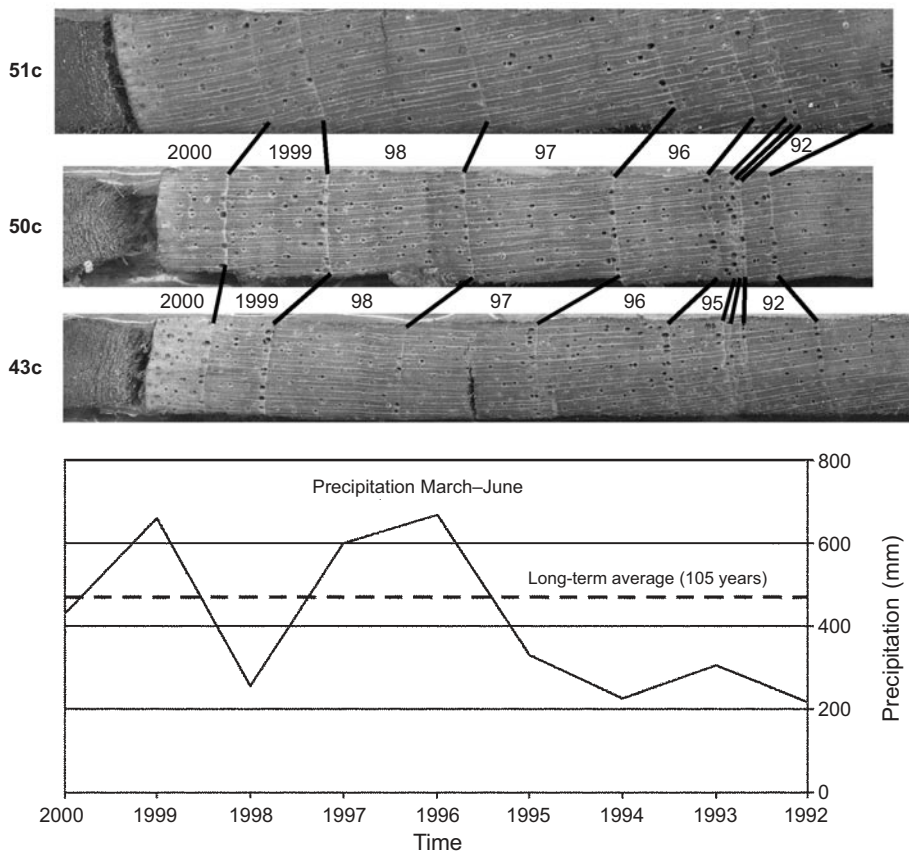 51c
2000 1999 98 97 96 92
50c
2000 1999 98 97 96 95 92
43c
800
Precipitation March–June
600
Long-term average (105 years)
400
200
0
Precipitation (mm)
2000 1999 1998 1997 1996 1995 1994 1993 1992
Time